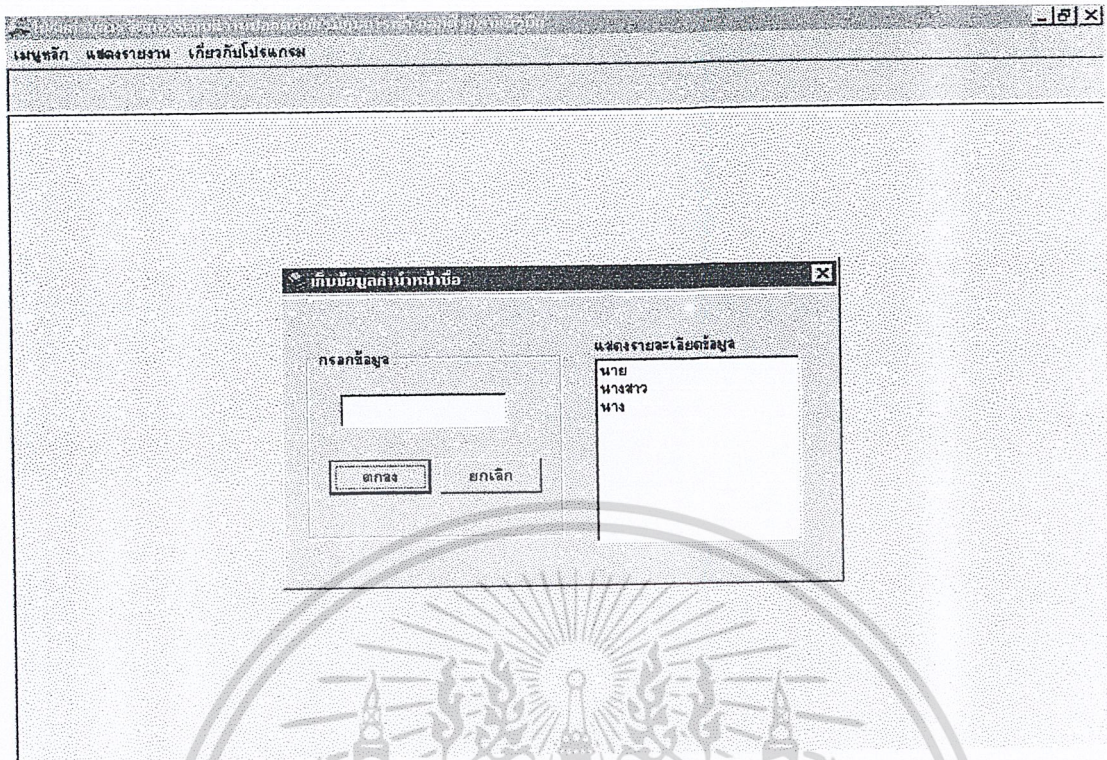 เมนูหลัก แสดงรายงาน เกี่ยวกับโปรแกรม
เก็บข้อมูลคำนำหน้าชื่อ
กรอกข้อมูล
ตกลง
ยกเลิก
แสดงรายละเอียดข้อมูล
นาย
นางสาว
นาง